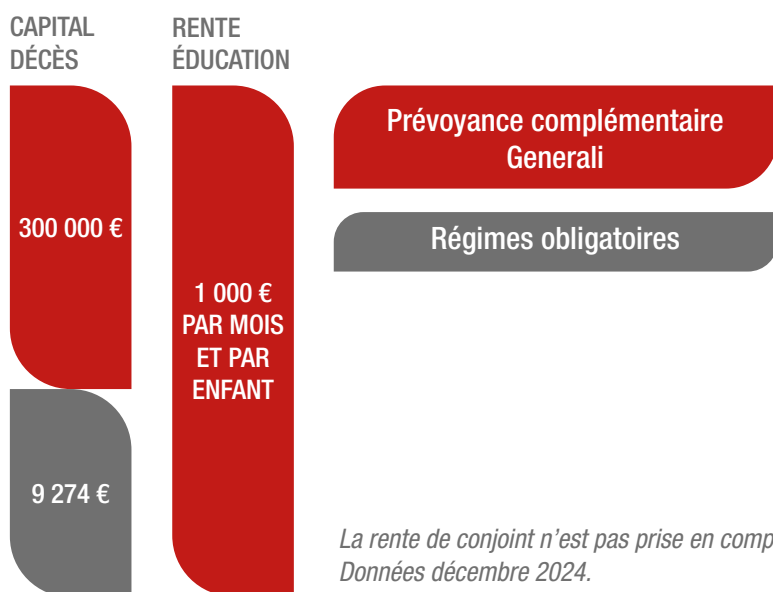 CAPITAL
DÉCÈS
RENTE
ÉDUCATION
300 000 €
9 274 €
1 000 €
PAR MOIS
ET PAR
ENFANT
Prévoyance complémentaire
Generali
Régimes obligatoires
La rente de conjoint n’est pas prise en comp
Données décembre 2024.